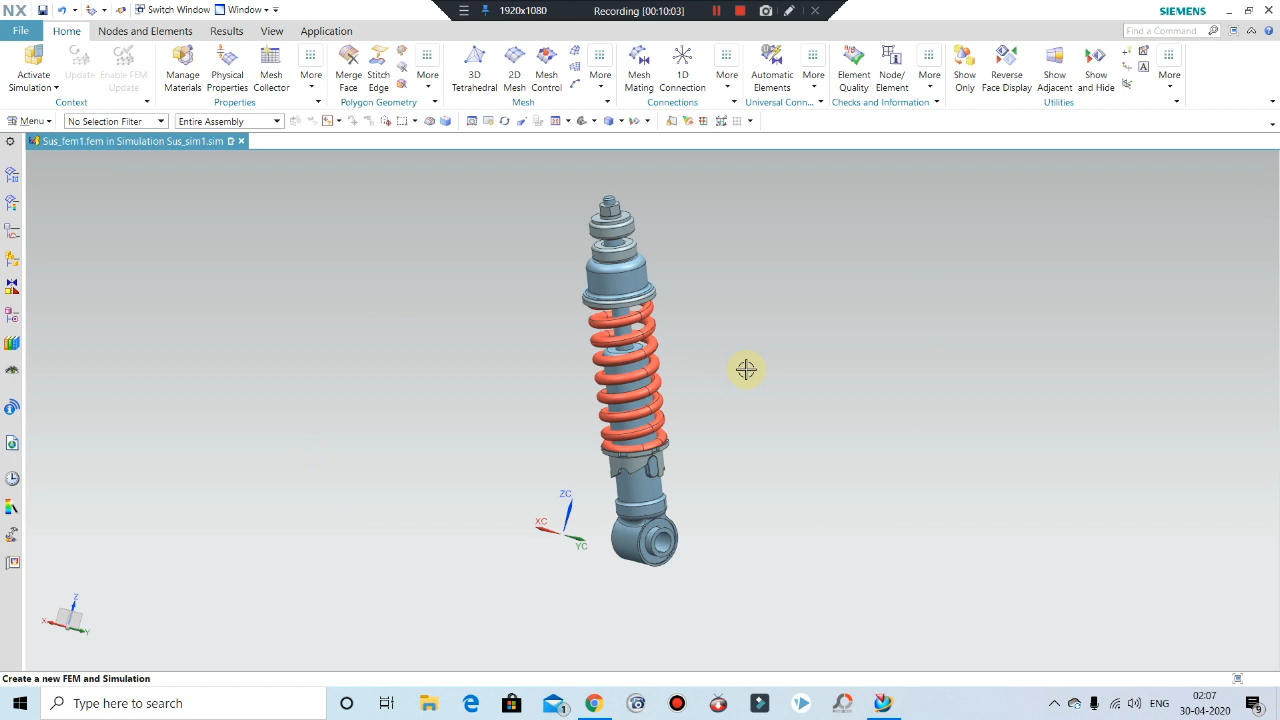 NX
Switch Window
Window
1920x1080
Recording [00:10:03]
SIEMENS
File
Home
Nodes and Elements
Results
View
Application
Find a Command
Activate Simulation
Update
Enable FEM Update
Context
Manage Materials
Physical Properties
Mesh Collector
More
Properties
Merge Face
Stitch Edge
More
Polygon Geometry
3D Tetrahedral
2D Mesh
Mesh Control
More
Mesh
Mesh Mating
1D Connection
More
Connections
Automatic Elements
More
Universal Conn...
Element Quality
Node/ Element
More
Checks and Information
Show Only
Reverse Face Display
Show Adjacent
Show and Hide
More
Utilities
A
Menu
No Selection Filter
Entire Assembly
Sus_fem1.fem in Simulation Sus_sim1.sim
ZC
XC
YC
Z
X
Y
Create a new FEM and Simulation
Type here to search
1
ENG
02:07
30-04-2020
9